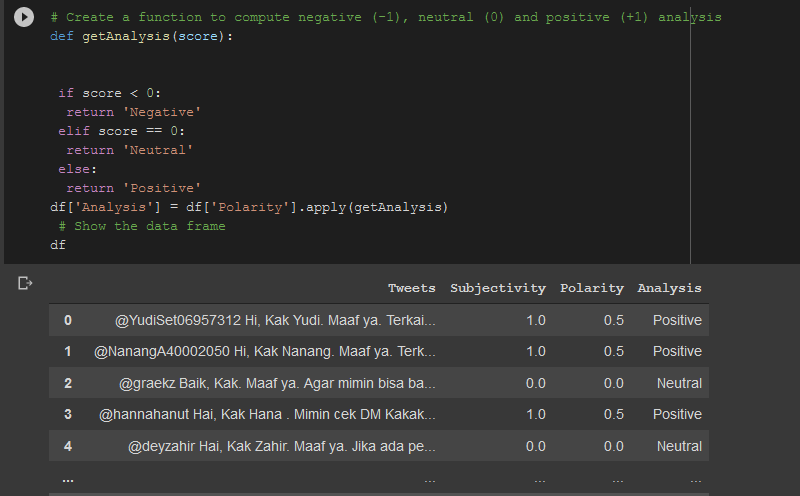 # Create a function to compute negative (-1), neutral (0) and positive (+1) analysis
def getAnalysis(score):
if score < 0:
return 'Negative'
elif score == 0:
return 'Neutral'
else:
return 'Positive'
df['Analysis'] = df['Polarity'].apply(getAnalysis)
# Show the data frame
df
Tweets Subjectivity Polarity Analysis
0 @YudiSet06957312 Hi, Kak Yudi. Maaf ya. Terkai... 1.0 0.5 Positive
1 @NanangA40002050 Hi, Kak Nanang. Maaf ya. Terk... 1.0 0.5 Positive
2 @graekz Baik, Kak. Maaf ya. Agar mimin bisa ba... 0.0 0.0 Neutral
3 @hannahanut Hai, Kak Hana . Mimin cek DM Kakak... 1.0 0.5 Positive
4 @deyzahir Hai, Kak Zahir. Maaf ya. Jika ada pe... 0.0 0.0 Neutral
... ... ... ... ...